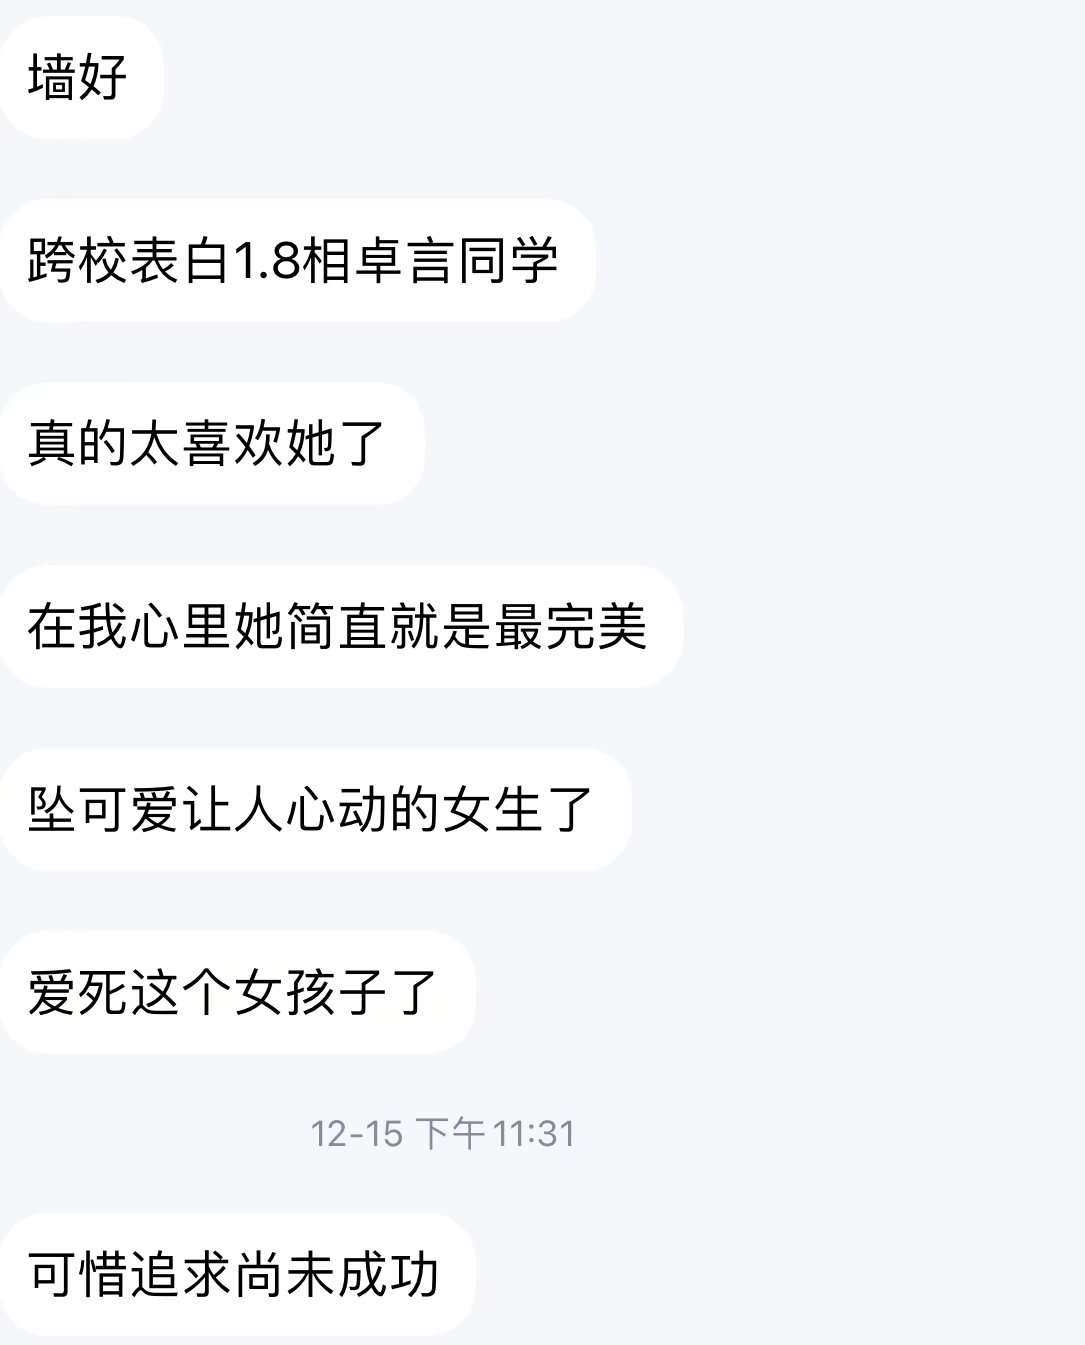 墙好
跨校表白1.8相卓言同学
真的太喜欢她了
在我心里她简直就是最完美
坠可爱让人心动的女生了
爱死这个女孩子了
12-15 下午11:31
可惜追求尚未成功